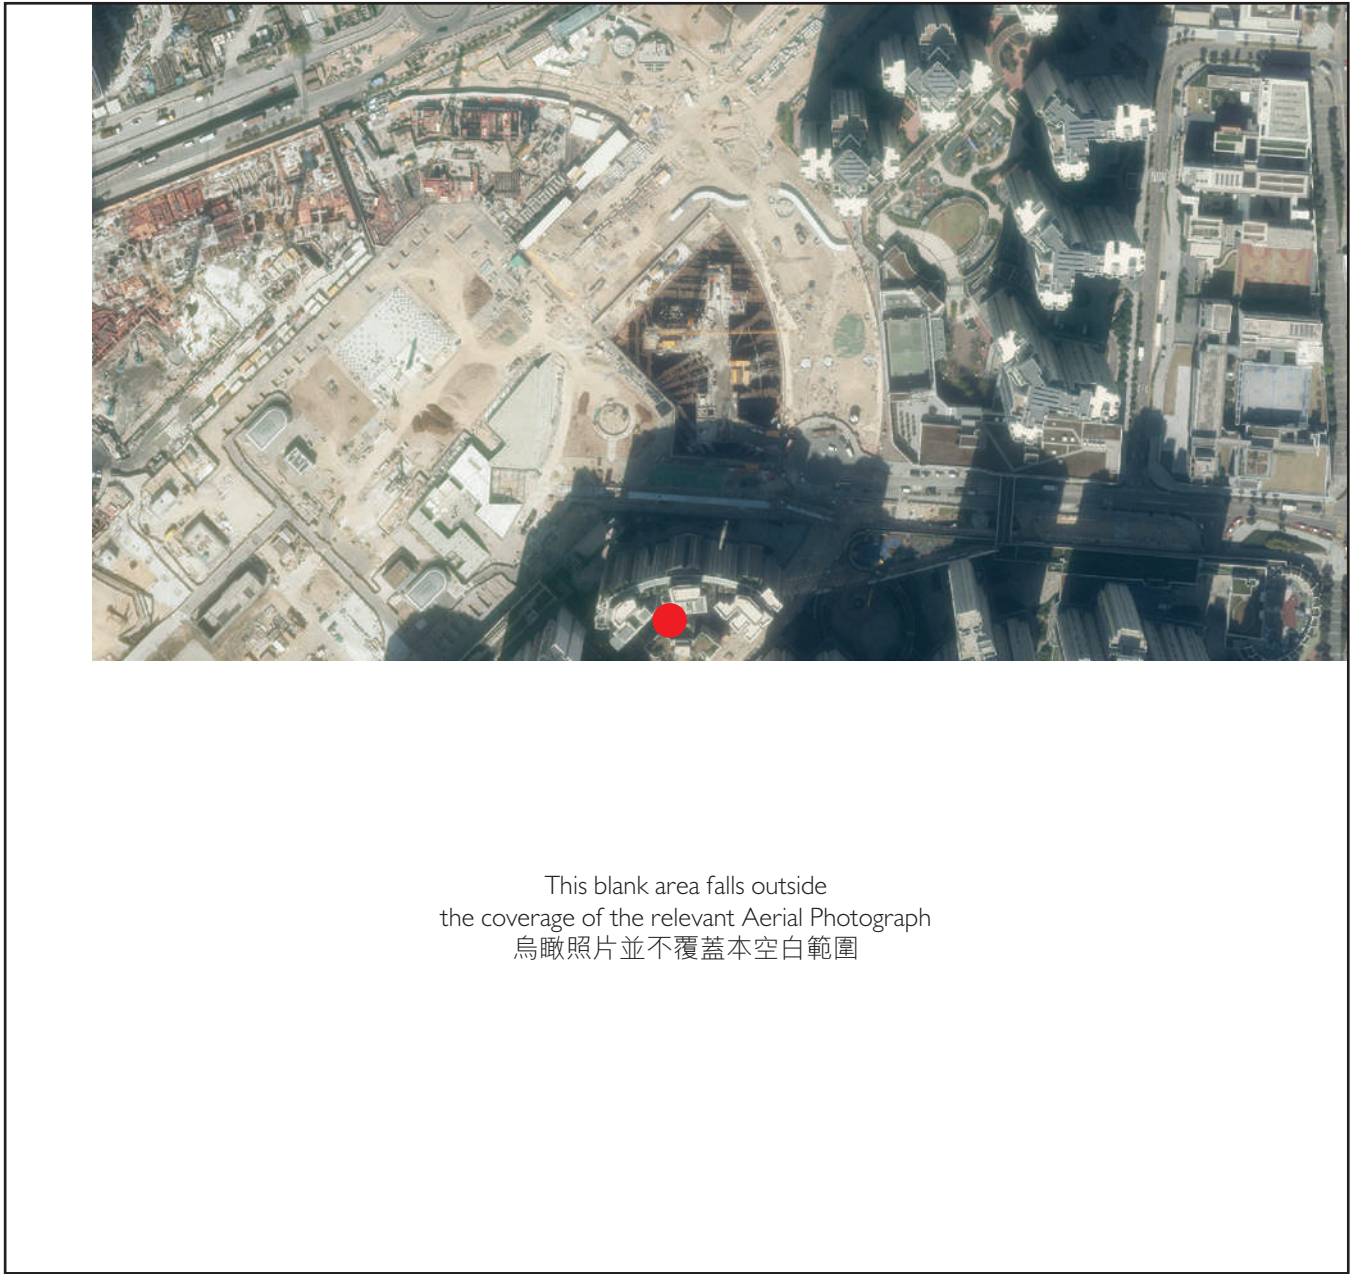 This blank area falls outside
the coverage of the relevant Aerial Photograph
鳥瞰照片並不覆蓋本空白範圍